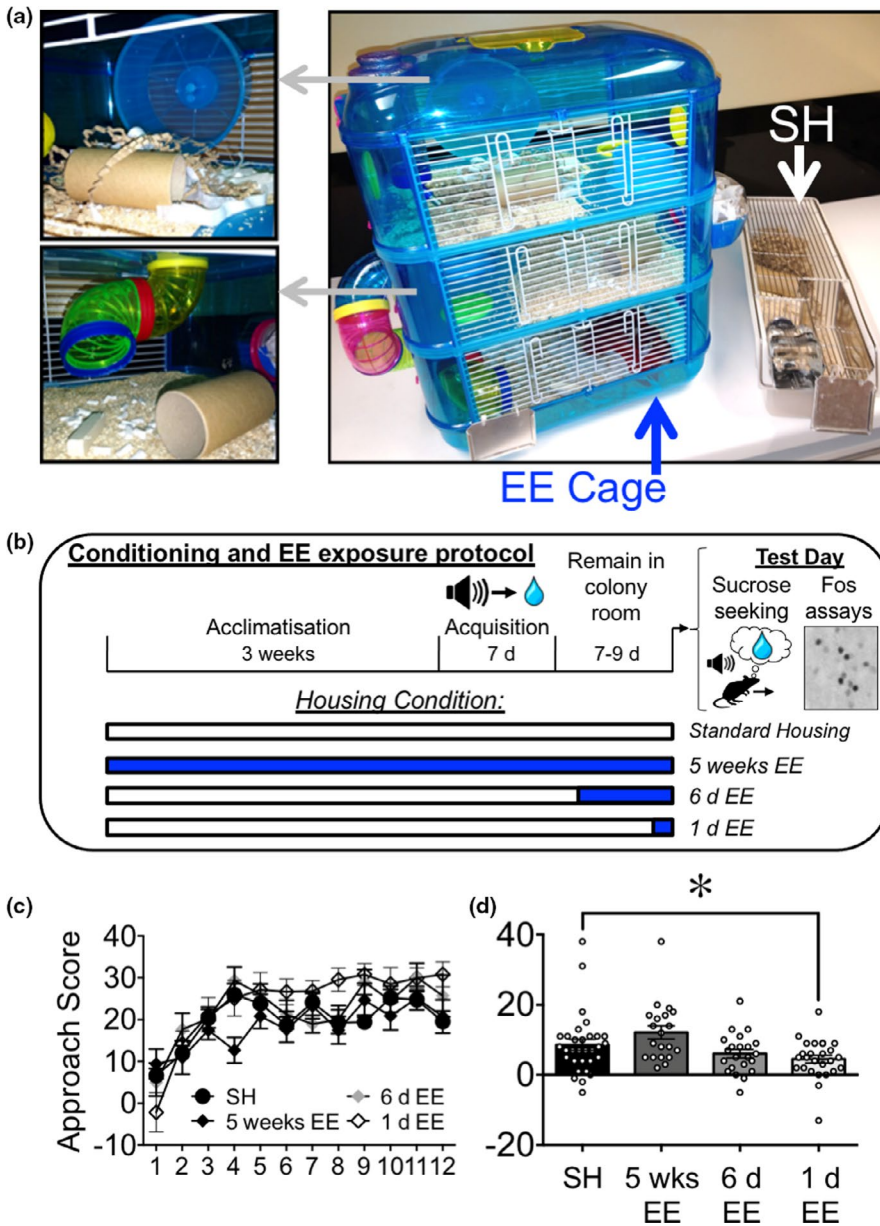 (a)
SH
EE Cage
(b)
Conditioning and EE exposure protocol
Remain in
colony
room
Test Day
Sucrose
seeking
Fos
assays
Acclimatisation
3 weeks
Acquisition
7 d
7-9 d
Housing Condition:
Standard Housing
5 weeks EE
6 d EE
1 d EE
(c)
Approach Score
40
30
20
10
0
-10
SH
6 d EE
5 weeks EE
1 d EE
1 2 3 4 5 6 7 8 9 10 11 12
(d)
*
40
20
0
-20
SH
5 wks
EE
6 d
EE
1 d
EE